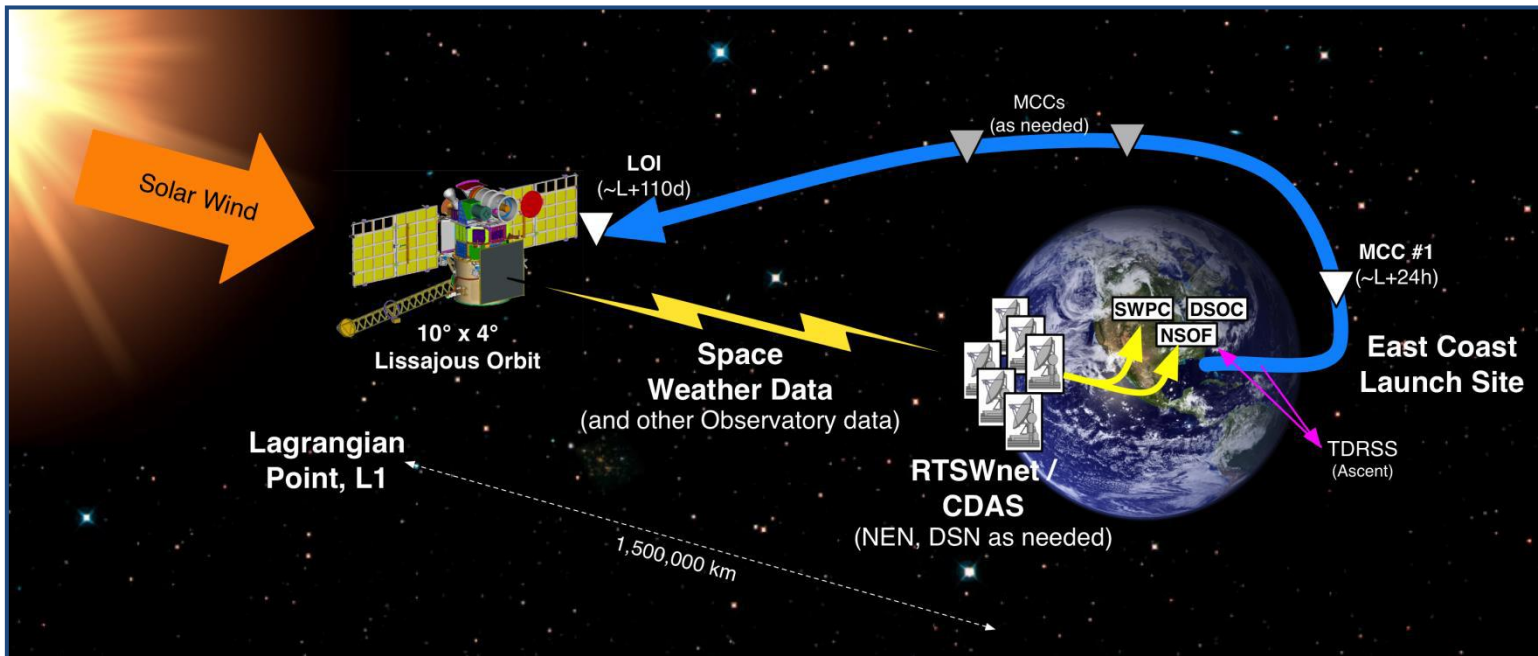 Solar Wind
LOI
(~L+110d)
MCCs
(as needed)
MCC #1
(~L+24h)
10° x 4°
Lissajous Orbit
Space
Weather Data
(and other Observatory data)
SWPC
DSOC
NSOF
East Coast
Launch Site
TDRSS
(Ascent)
Lagrangian
Point, L1
RTSWnet /
CDAS
(NEN, DSN as needed)
1,500,000 km